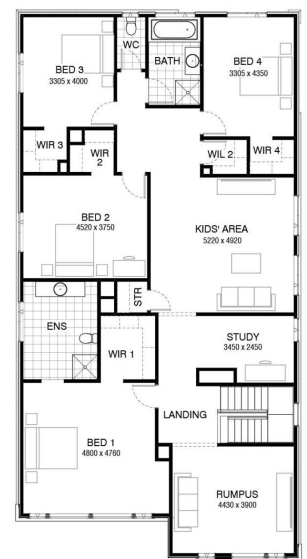 WC
BATH
BED 3
3305 x 4000
BED 4
3305 x 4350
WIR 3
WIR
2
WIL 2
WIR 4
BED 2
4520 x 3750
KIDS' AREA
5220 x 4920
STR
ENS
WIR 1
STUDY
3450 x 2450
LANDING
BED 1
4800 x 4760
RUMPUS
4430 x 3900